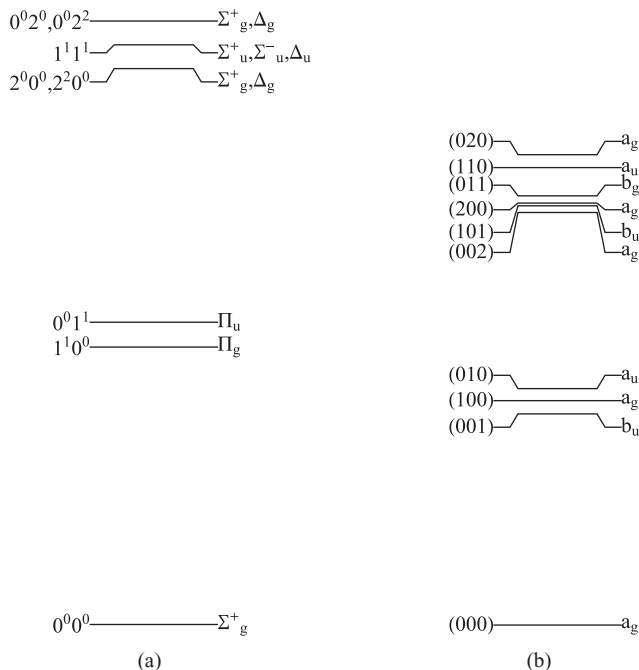 0⁰2⁰,0⁰2² Σ⁺g,Δg
1¹1¹ Σ⁺u,Σ⁻u,Δu
2⁰0⁰,2²0⁰ Σ⁺g,Δg
0⁰1¹ Πu
1¹0⁰ Πg
0⁰0⁰ Σ⁺g
(a)
(020) ag
(110) au
(011) bg
(200) ag
(101) bu
(002) ag
(010) au
(100) ag
(001) bu
(000) ag
(b)